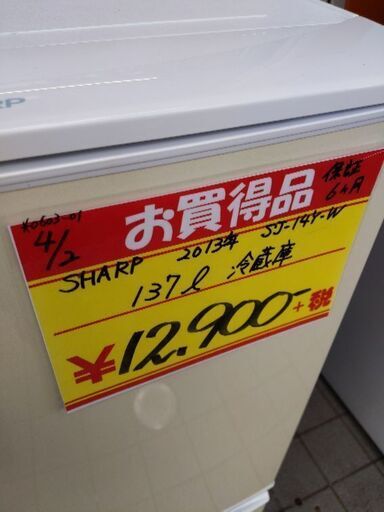 RP
K0603-01
4/2
お買得品
保証
6ヶ月
SHARP 2013年 SJ-14Y-W
137ℓ 冷蔵庫
¥12,900-+税